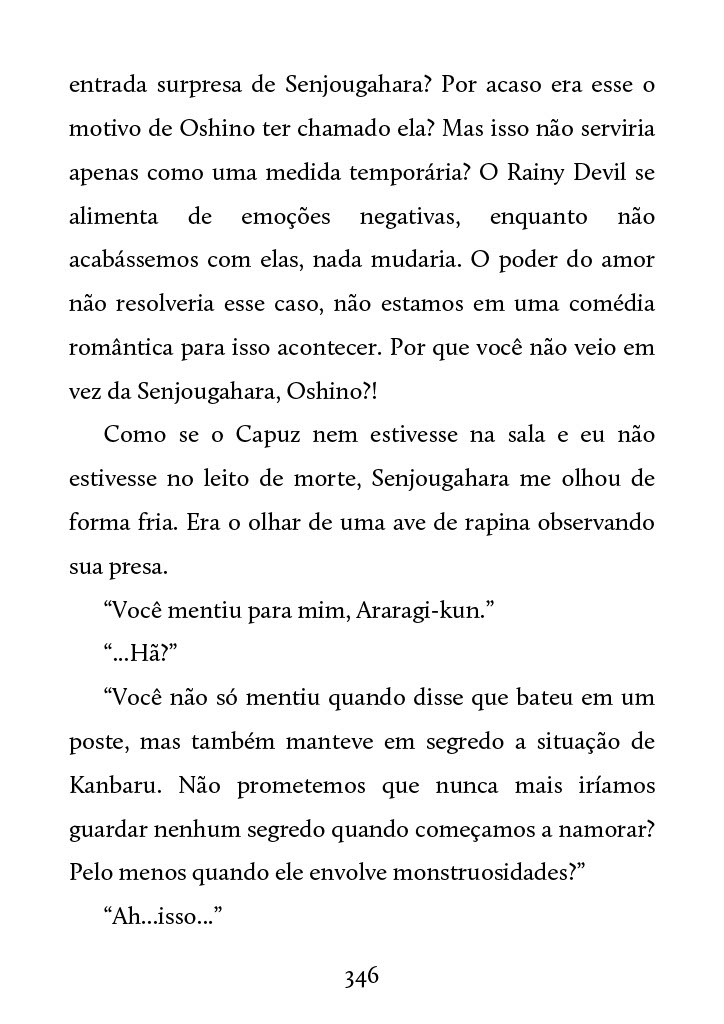 entrada surpresa de Senjougahara? Por acaso era esse o
motivo de Oshino ter chamado ela? Mas isso não serviria
apenas como uma medida temporária? O Rainy Devil se
alimenta de emoções negativas, enquanto não
acabássemos com elas, nada mudaria. O poder do amor
não resolveria esse caso, não estamos em uma comédia
romântica para isso acontecer. Por que você não veio em
vez da Senjougahara, Oshino?!
Como se o Capuz nem estivesse na sala e eu não
estivesse no leito de morte, Senjougahara me olhou de
forma fria. Era o olhar de uma ave de rapina observando
sua presa.
“Você mentiu para mim, Araragi-kun.”
“...Hã?”
“Você não só mentiu quando disse que bateu em um
poste, mas também manteve em segredo a situação de
Kanbaru. Não prometemos que nunca mais iríamos
guardar nenhum segredo quando começamos a namorar?
Pelo menos quando ele envolve monstruosidades?”
“Ah...isso...”
346